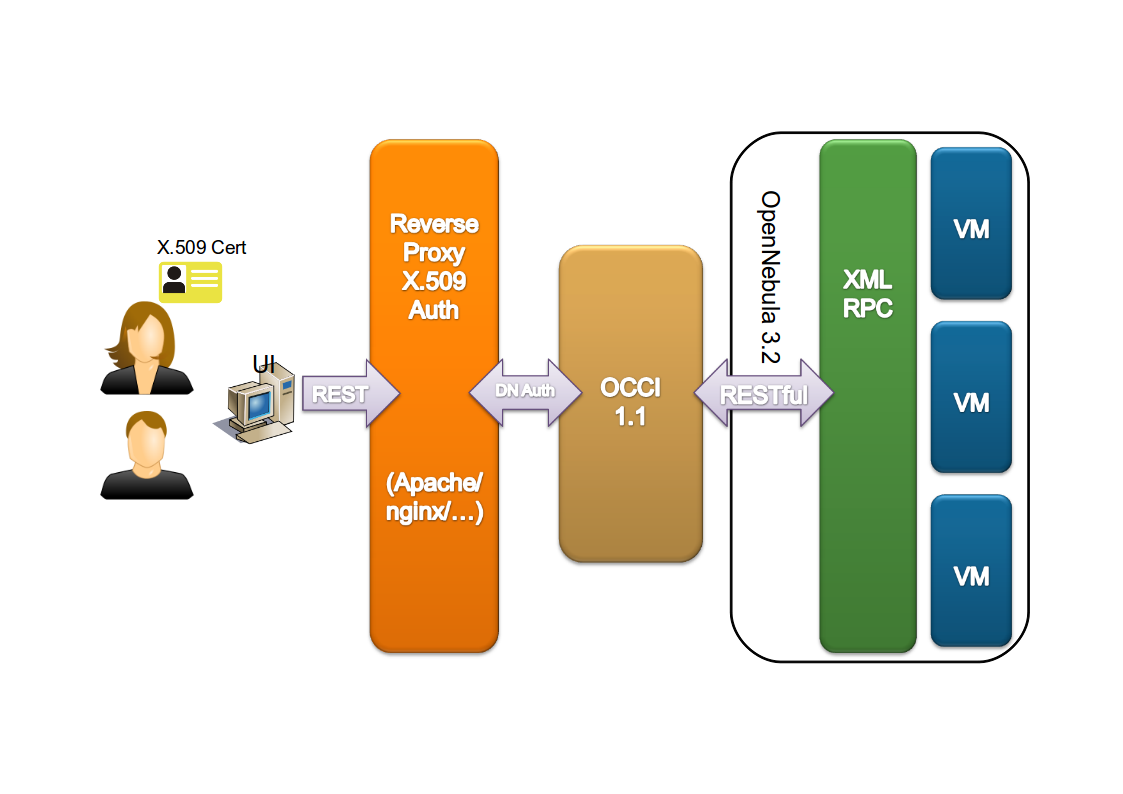 X.509 Cert
UI
REST
Reverse
Proxy
X.509
Auth
(Apache/
nginx/…)
DN Auth
OCCI
1.1
RESTful
OpenNebula 3.2
XML
RPC
VM
VM
VM